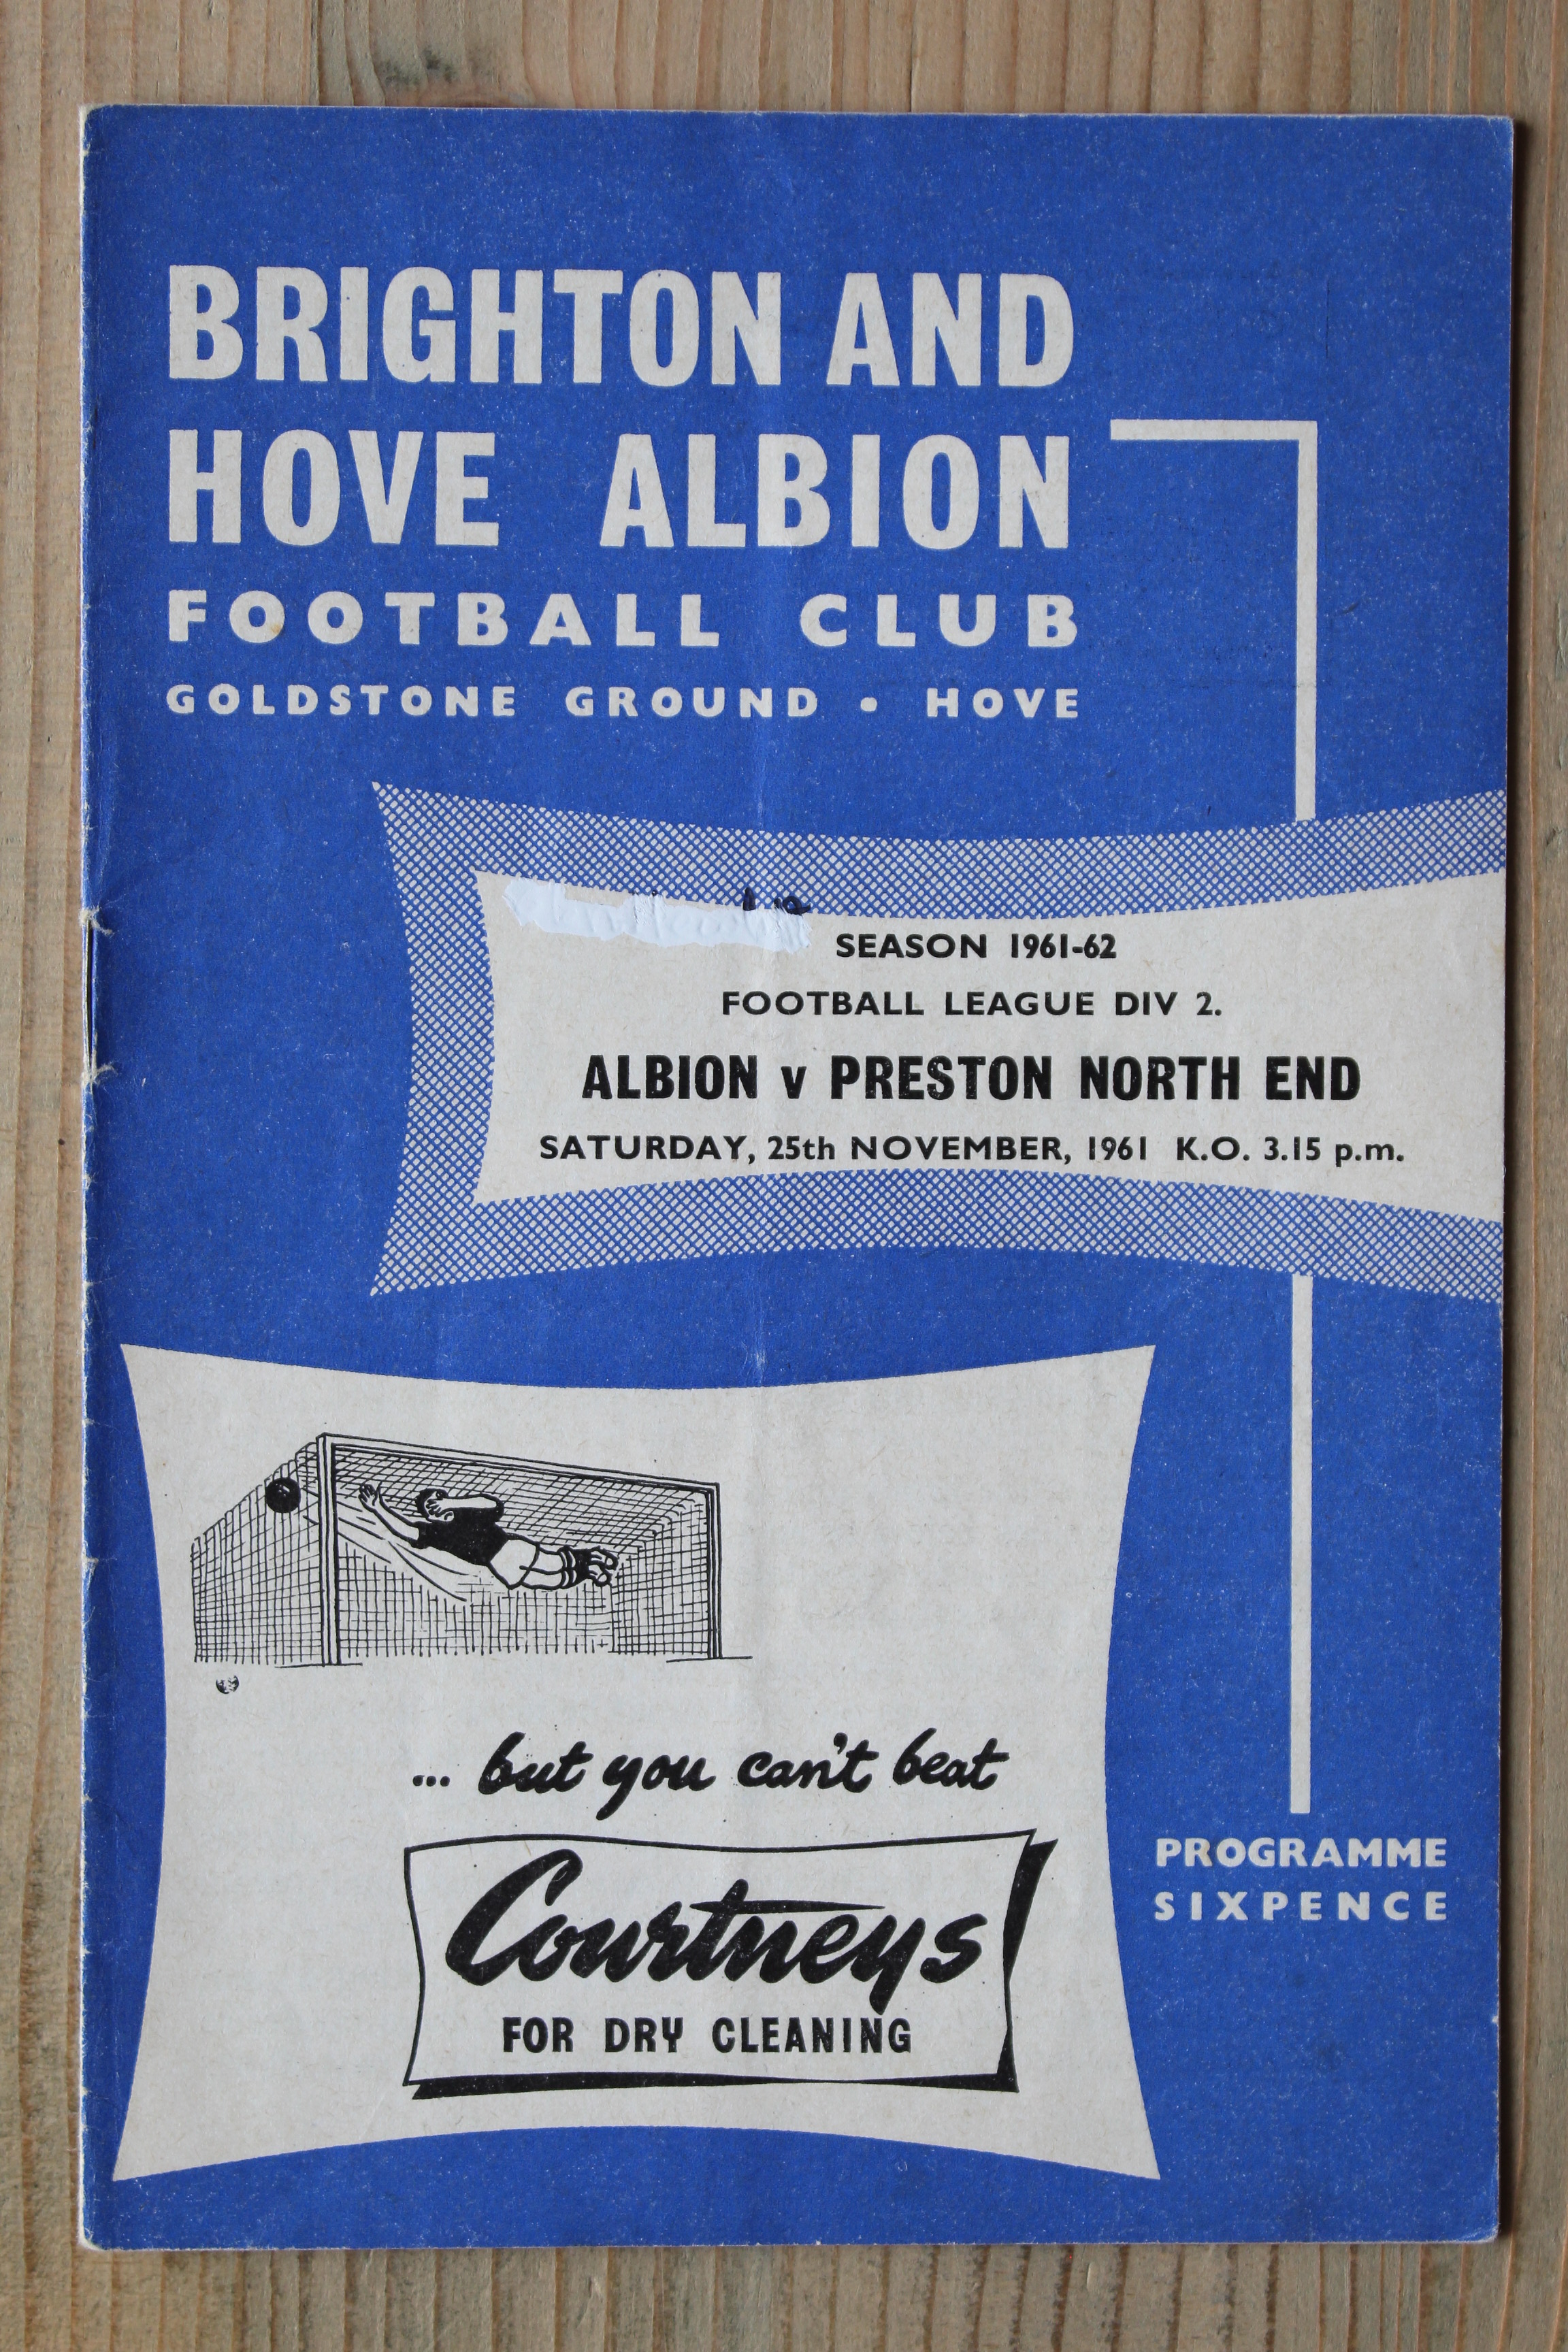 BRIGHTON AND
HOVE ALBION
FOOTBALL CLUB
GOLDSTONE GROUND • HOVE
SEASON 1961-62
FOOTBALL LEAGUE DIV 2.
ALBION v PRESTON NORTH END
SATURDAY, 25th NOVEMBER, 1961 K.O. 3.15 p.m.
... but you can't beat
Courtneys
FOR DRY CLEANING
PROGRAMME
SIXPENCE